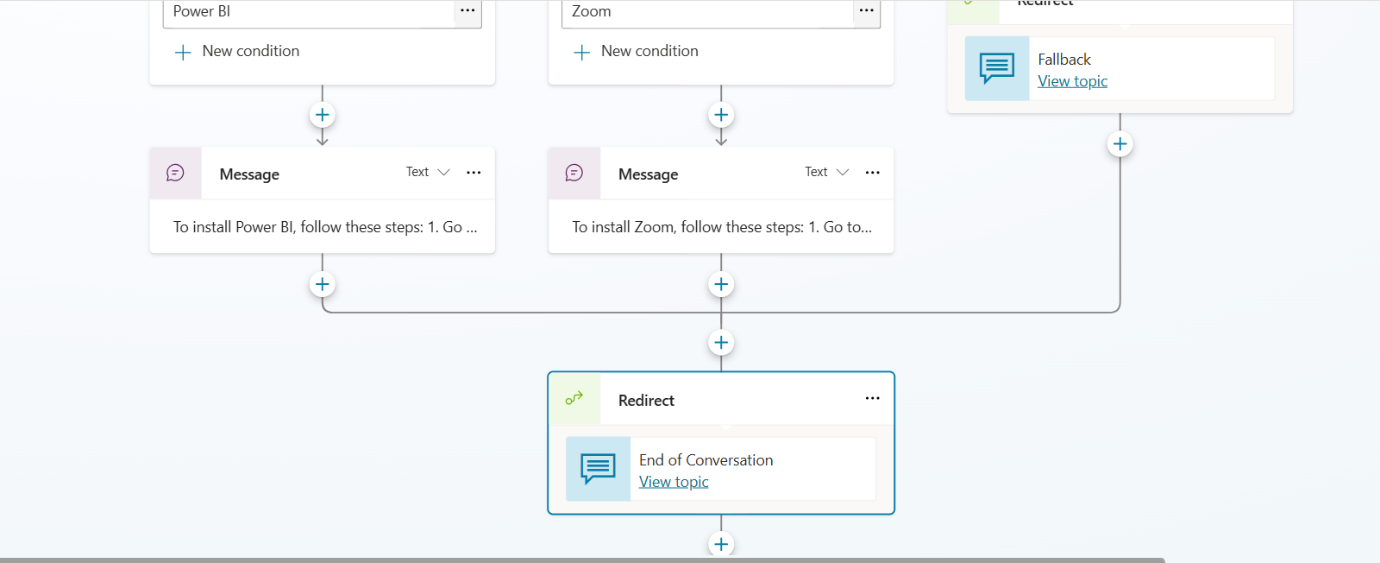 Power BI
New condition
Zoom
New condition
Redirect
Fallback
View topic
Message
Text
To install Power BI, follow these steps: 1. Go ...
Message
Text
To install Zoom, follow these steps: 1. Go to...
Redirect
End of Conversation
View topic